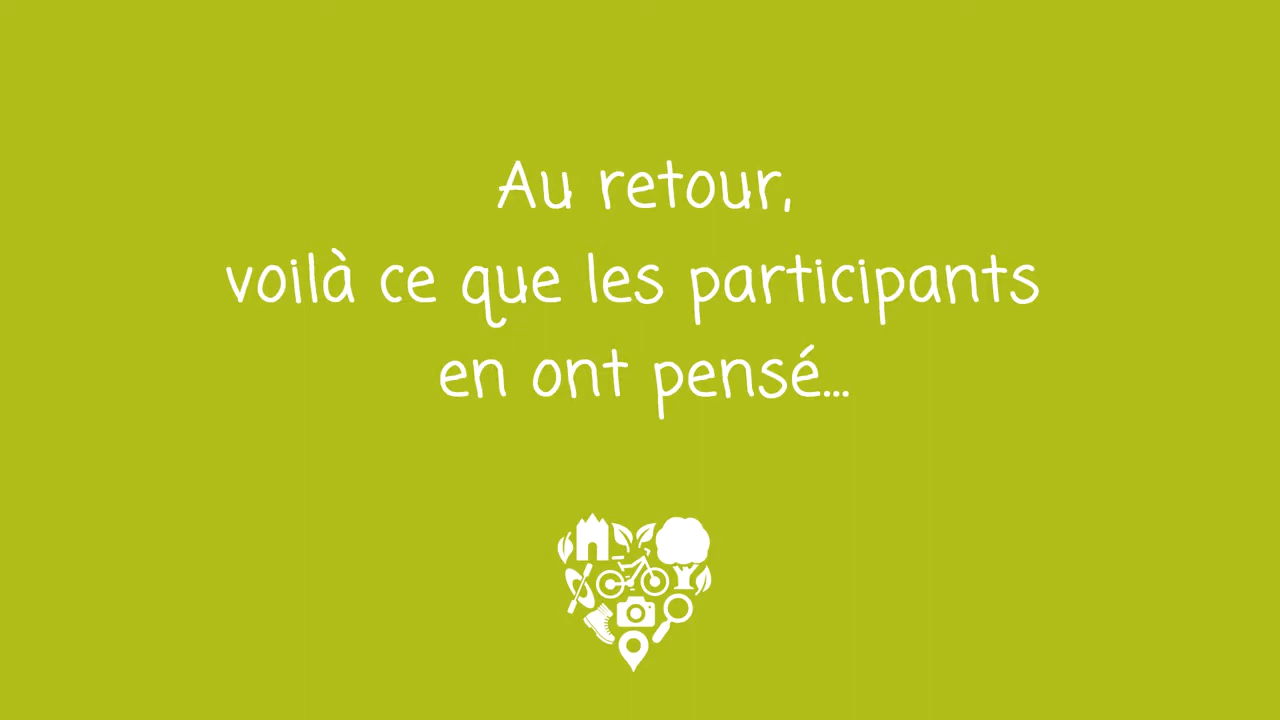 Au retour,
voilà ce que les participants
en ont pensé...